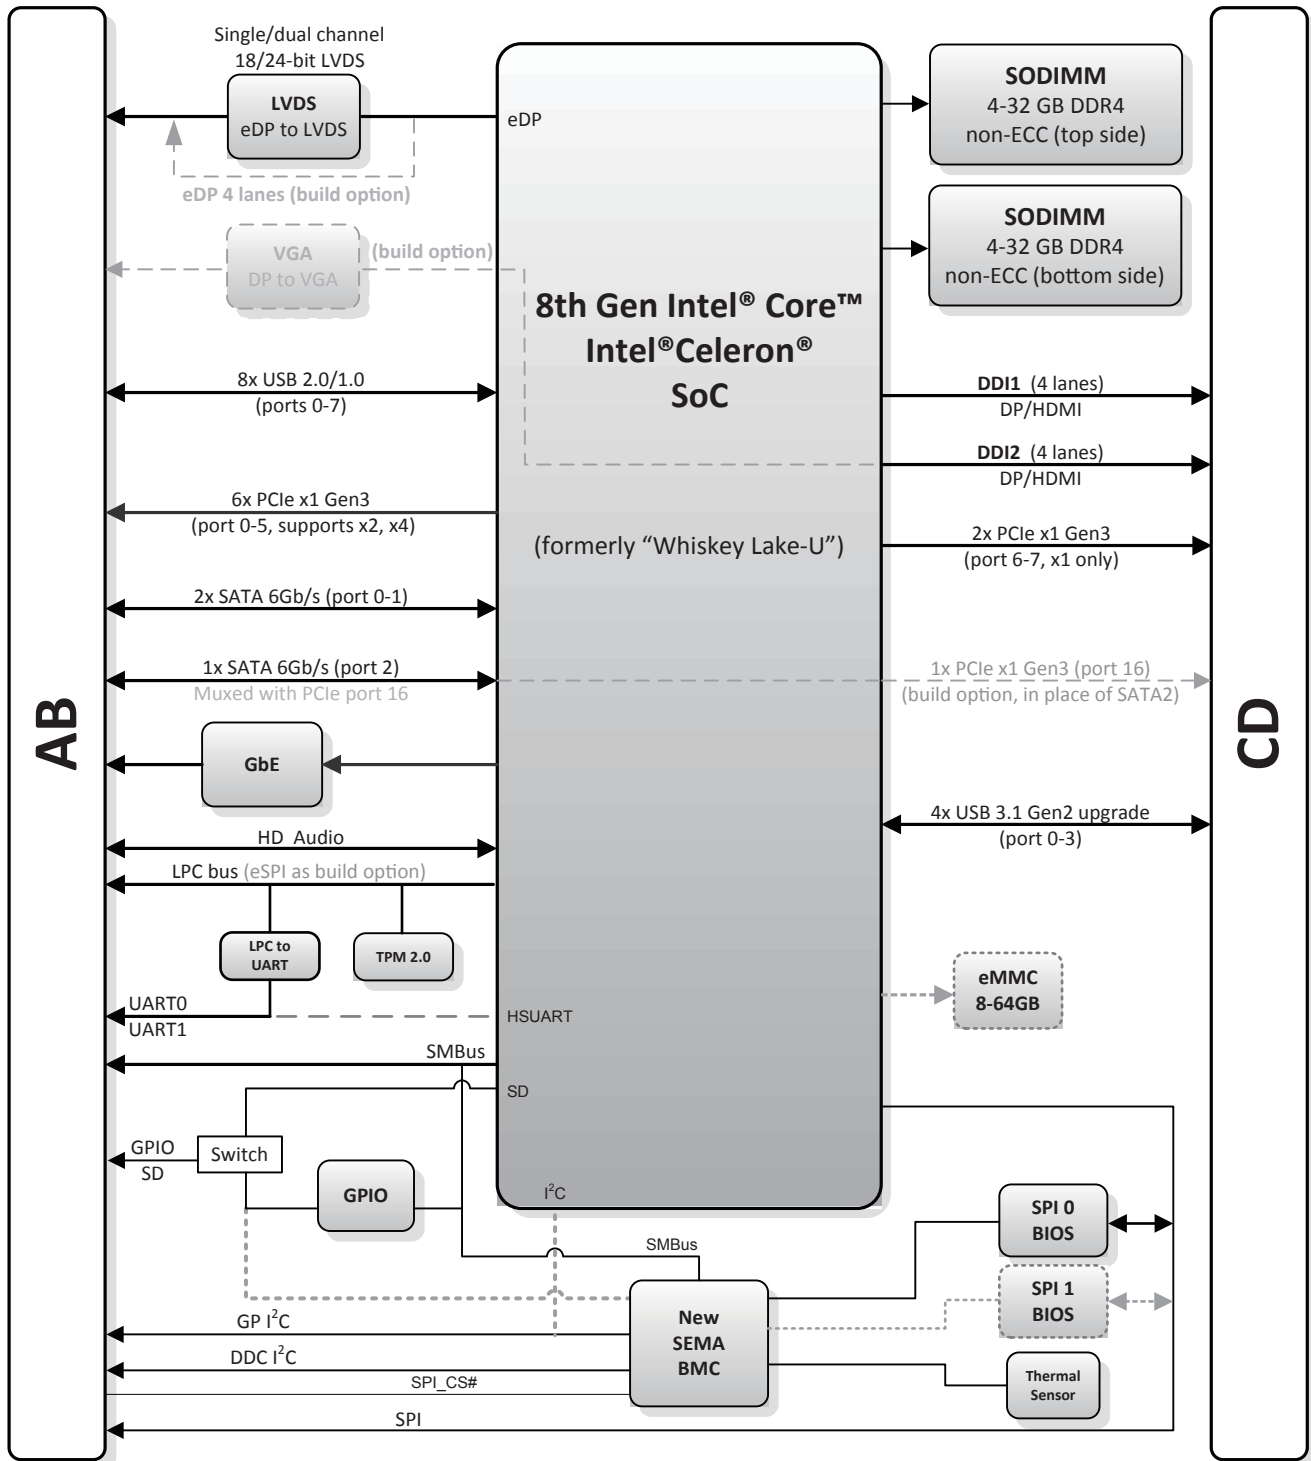 Single/dual channel
18/24-bit LVDS
LVDS
eDP to LVDS
eDP
eDP 4 lanes (build option)
VGA
DP to VGA
(build option)
8x USB 2.0/1.0
(ports 0-7)
6x PCIe x1 Gen3
(port 0-5, supports x2, x4)
2x SATA 6Gb/s (port 0-1)
1x SATA 6Gb/s (port 2)
Muxed with PCIe port 16
AB
GbE
HD Audio
LPC bus (eSPI as build option)
LPC to
UART
TPM 2.0
UART0
UART1
HSUART
SMBus
SD
GPIO
SD
Switch
GPIO
I²C
8th Gen Intel® Core™
Intel®Celeron®
SoC
(formerly “Whiskey Lake-U”)
SODIMM
4-32 GB DDR4
non-ECC (top side)
SODIMM
4-32 GB DDR4
non-ECC (bottom side)
DDI1 (4 lanes)
DP/HDMI
DDI2 (4 lanes)
DP/HDMI
2x PCIe x1 Gen3
(port 6-7, x1 only)
1x PCIe x1 Gen3 (port 16)
(build option, in place of SATA2)
CD
4x USB 3.1 Gen2 upgrade
(port 0-3)
eMMC
8-64GB
SPI 0
BIOS
SPI 1
BIOS
SMBus
New
SEMA
BMC
Thermal
Sensor
GP I²C
DDC I²C
SPI_CS#
SPI